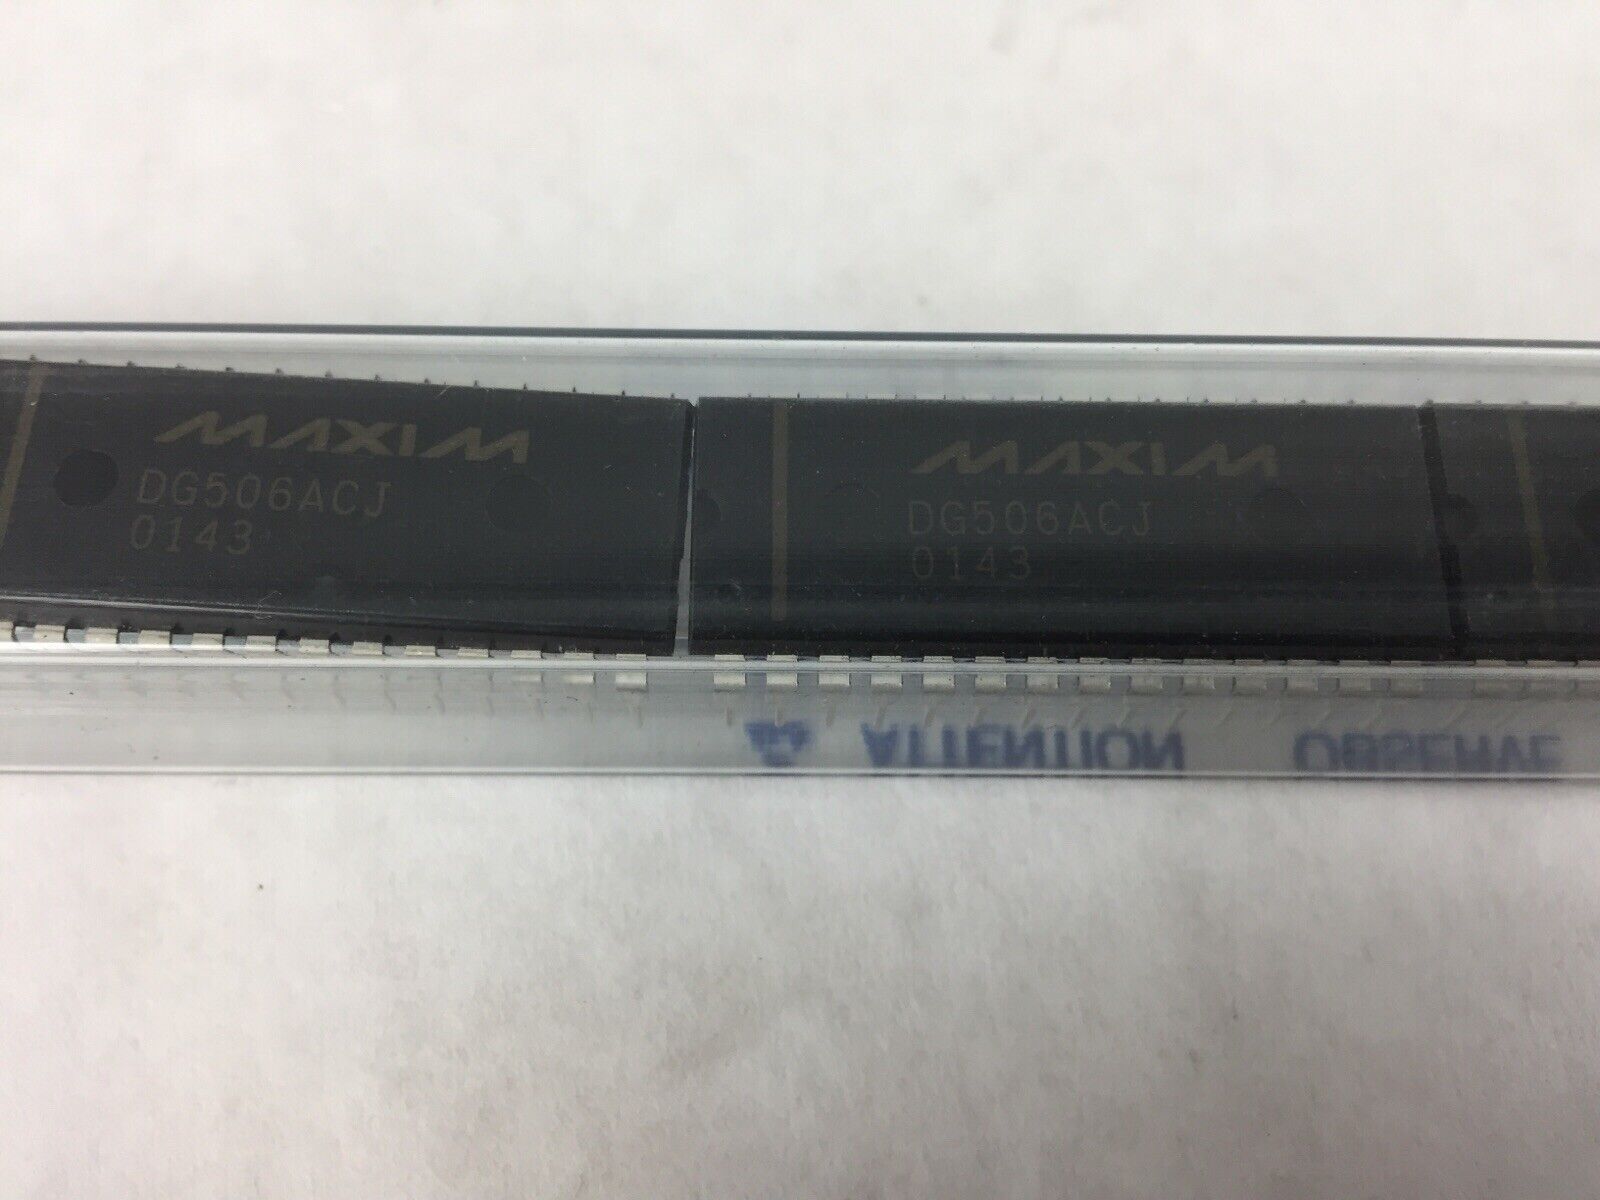 MAXIM
DG506ACJ
0143
MAXIM
DG506ACJ
0143
ATTENTION OBSERVE